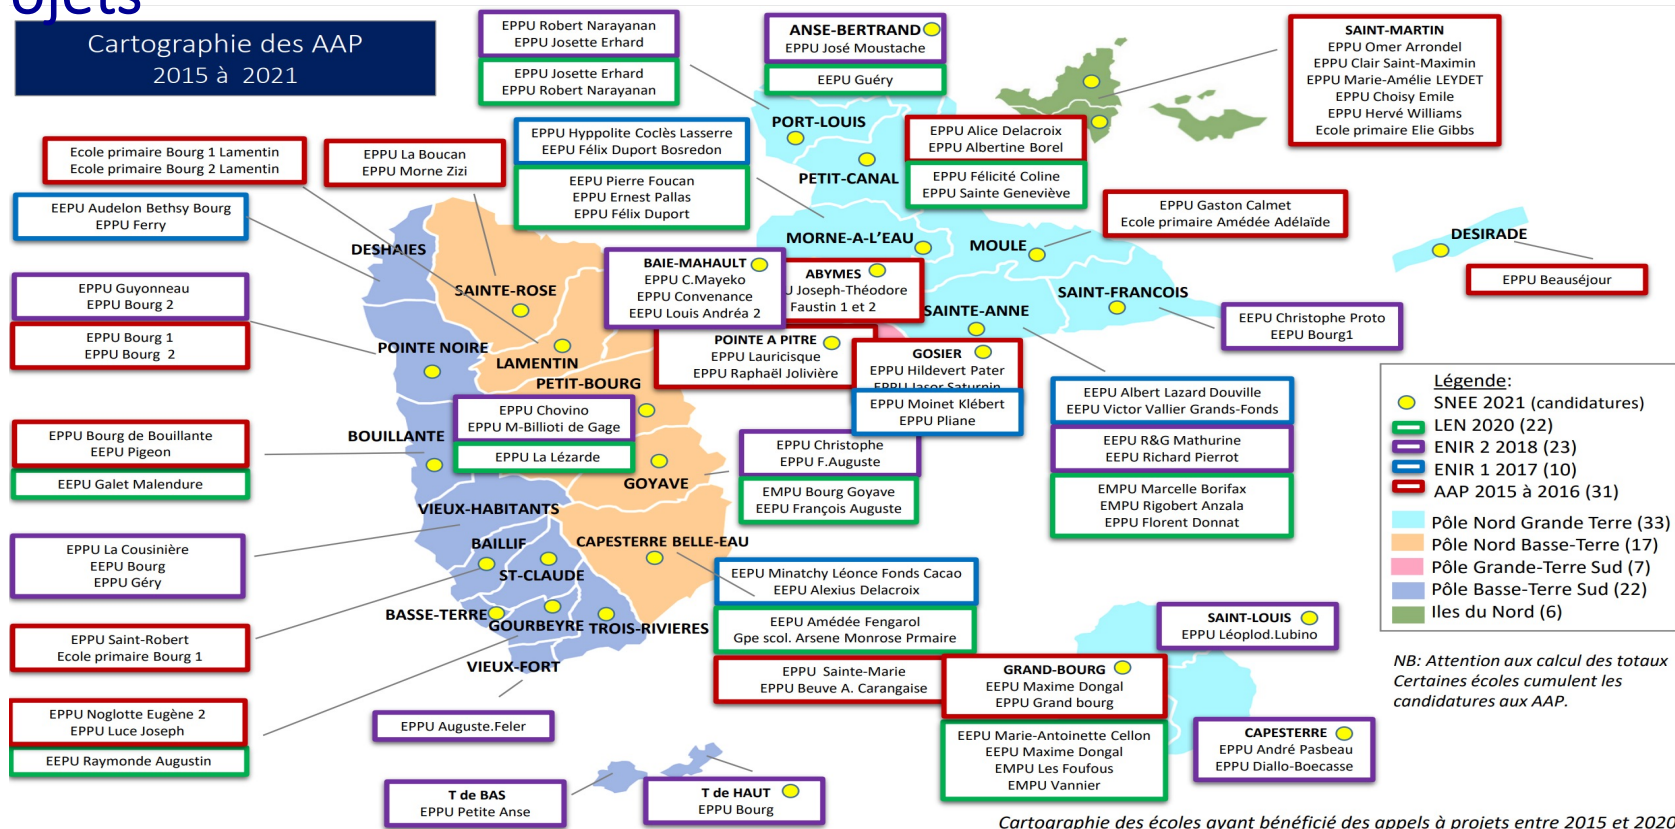 ojets
Cartographie des AAP
2015 à 2021
EPPU Robert Narayanan
EPPU Josette Erhard
EPPU Josette Erhard
EPPU Robert Narayanan
ANSE-BERTRAND
EPPU José Moustache
EEPU Guéry
SAINT-MARTIN
EPPU Omer Arrondel
EPPU Clair Saint-Maximin
EPPU Marie-Amélie LEYDET
EPPU Choisy Emile
EPPU Hervé Williams
Ecole primaire Elie Gibbs
Ecole primaire Bourg 1 Lamentin
Ecole primaire Bourg 2 Lamentin
EPPU La Boucan
EPPU Morne Zizi
EPPU Hyppolite Coclès Lasserre
EEPU Félix Duport Bosredon
EEPU Pierre Foucan
EPPU Ernest Pallas
EPPU Félix Duport
PORT-LOUIS
PETIT-CANAL
EPPU Alice Delacroix
EPPU Albertine Borel
EPPU Félicité Coline
EPPU Sainte Geneviève
EPPU Gaston Calmet
Ecole primaire Amédée Adélaïde
EEPU Audelon Bethsy Bourg
EPPU Ferry
DESHAIES
MORNE-A-L'EAU
MOULE
DESIRADE
EPPU Beauséjour
EPPU Guyonneau
EPPU Bourg 2
EPPU Bourg 1
EPPU Bourg 2
SAINTE-ROSE
BAIE-MAHAULT
EPPU C.Mayeko
EPPU Convenance
EEPU Louis Andréa 2
ABYMES
U Joseph-Théodore
Faustin 1 et 2
SAINTE-ANNE
SAINT-FRANCOIS
EEPU Christophe Proto
EEPU Bourg1
POINTE NOIRE
LAMENTIN
PETIT-BOURG
POINTE A PITRE
EPPU Lauricisque
EPPU Raphaël Jolivière
GOSIER
EPPU Hildevert Pater
EPPU Jasor Saturnin
EPPU Moinet Klébert
EPPU Pliane
EEPU Albert Lazard Douville
EEPU Victor Vallier Grands-Fonds
EEPU R&G Mathurine
EEPU Richard Pierrot
EMPU Marcelle Borifax
EMPU Rigobert Anzala
EPPU Florent Donnat
Légende:
SNEE 2021 (candidatures)
LEN 2020 (22)
ENIR 2 2018 (23)
ENIR 1 2017 (10)
AAP 2015 à 2016 (31)
Pôle Nord Grande Terre (33)
Pôle Nord Basse-Terre (17)
Pôle Grande-Terre Sud (7)
Pôle Basse-Terre Sud (22)
Iles du Nord (6)
EPPU Bourg de Bouillante
EEPU Pigeon
EEPU Galet Malendure
BOUILLANTE
EPPU Chovino
EPPU M-Billioti de Gage
EPPU La Lézarde
GOYAVE
EPPU Christophe
EPPU F.Auguste
EMPU Bourg Goyave
EEPU François Auguste
VIEUX-HABITANTS
EPPU La Cousinière
EEPU Bourg
EPPU Géry
BAILLIF
ST-CLAUDE
CAPESTERRE BELLE-EAU
EEPU Minatchy Léonce Fonds Cacao
EEPU Alexius Delacroix
EEPU Amédée Fengarol
Gpe scol. Arsene Monrose Prmaire
EPPU Sainte-Marie
EPPU Beuve A. Carangaise
BASSE-TERRE
GOURBEYRE
TROIS-RIVIERES
VIEUX-FORT
EPPU Saint-Robert
Ecole primaire Bourg 1
EPPU Noglotte Eugène 2
EPPU Luce Joseph
EEPU Raymonde Augustin
EPPU Auguste.Feler
T de BAS
EPPU Petite Anse
T de HAUT
EPPU Bourg
GRAND-BOURG
EEPU Maxime Dongal
EPPU Grand bourg
EEPU Marie-Antoinette Cellon
EEPU Maxime Dongal
EMPU Les Foufous
EMPU Vannier
SAINT-LOUIS
EPPU Léoplod.Lubino
CAPESTERRE
EPPU André Pasbeau
EPPU Diallo-Boecasse
NB: Attention aux calcul des totaux
Certaines écoles cumulent les
candidatures aux AAP.
Cartographie des écoles ayant bénéficié des appels à projets entre 2015 et 2020